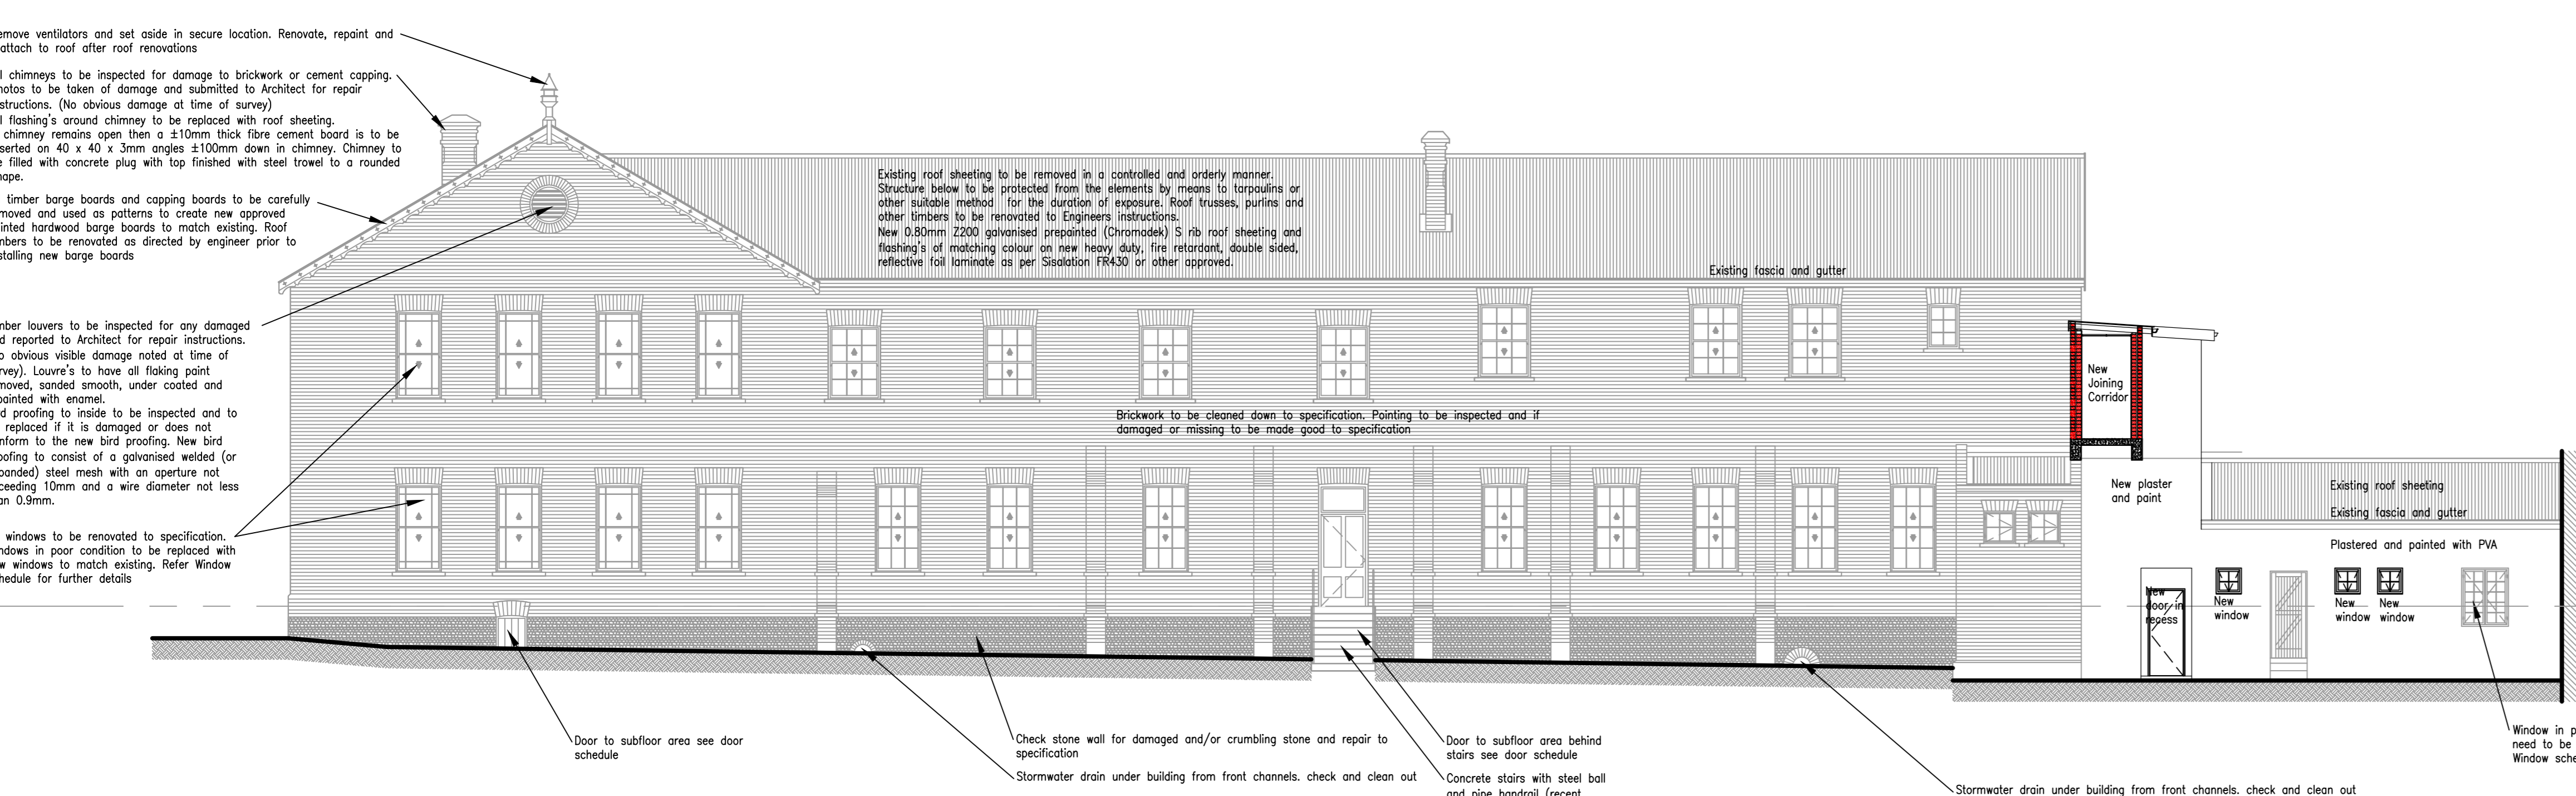 emove ventilators and set aside in secure location. Renovate, repaint and
attach to roof after roof renovations
l chimneys to be inspected for damage to brickwork or cement capping.
hotos to be taken of damage and submitted to Architect for repair
structions. (No obvious damage at time of survey)
l flashing's around chimney to be replaced with roof sheeting.
chimney remains open then a ±10mm thick fibre cement board is to be
serted on 40 x 40 x 3mm angles ±100mm down in chimney. Chimney to
e filled with concrete plug with top finished with steel trowel to a rounded
hape.
timber barge boards and capping boards to be carefully
moved and used as patterns to create new approved
inted hardwood barge boards to match existing. Roof
mbers to be renovated as directed by engineer prior to
stalling new barge boards
mber louvers to be inspected for any damaged
d reported to Architect for repair instructions.
o obvious visible damage noted at time of
rvey). Louvre's to have all flaking paint
moved, sanded smooth, under coated and
painted with enamel.
rd proofing to inside to be inspected and to
replaced if it is damaged or does not
nform to the new bird proofing. New bird
oofing to consist of a galvanised welded (or
panded) steel mesh with an aperture not
ceeding 10mm and a wire diameter not less
an 0.9mm.
windows to be renovated to specification.
ndows in poor condition to be replaced with
w windows to match existing. Refer Window
hedule for further details
Existing roof sheeting to be removed in a controlled and orderly manner.
Structure below to be protected from the elements by means to tarpaulins or
other suitable method for the duration of exposure. Roof trusses, purlins and
other timbers to be renovated to Engineers instructions.
New 0.80mm Z200 galvanised prepainted (Chromadek) S rib roof sheeting and
flashing's of matching colour on new heavy duty, fire retardant, double sided,
reflective foil laminate as per Sisalation FR430 or other approved.
Existing fascia and gutter
Brickwork to be cleaned down to specification. Pointing to be inspected and if
damaged or missing to be made good to specification
New
Joining
Corridor
New plaster
and paint
Existing roof sheeting
Existing fascia and gutter
Plastered and painted with PVA
New
door in
recess
New
window
New
window
New
window
Door to subfloor area see door
schedule
Check stone wall for damaged and/or crumbling stone and repair to
specification
Stormwater drain under building from front channels. check and clean out
Door to subfloor area behind
stairs see door schedule
Concrete stairs with steel ball
and pipe handrail (recent
Stormwater drain under building from front channels. check and clean out
Window in p
need to be
Window sche